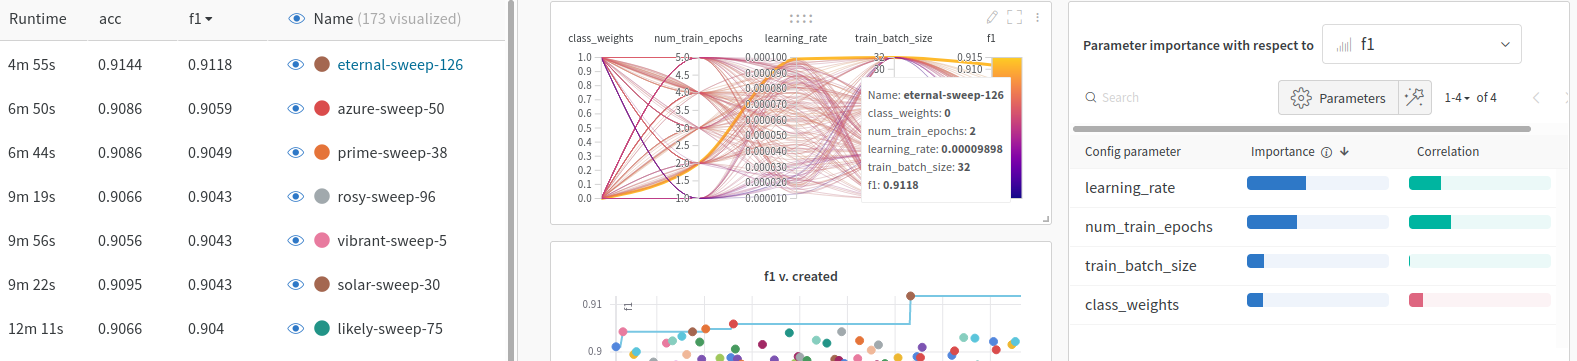 Runtime acc f1 Name (173 visualized)
4m 55s 0.9144 0.9118 eternal-sweep-126
6m 50s 0.9086 0.9059 azure-sweep-50
6m 44s 0.9086 0.9049 prime-sweep-38
9m 19s 0.9066 0.9043 rosy-sweep-96
9m 56s 0.9056 0.9043 vibrant-sweep-5
9m 22s 0.9095 0.9043 solar-sweep-30
12m 11s 0.9066 0.904 likely-sweep-75
class_weights num_train_epochs learning_rate train_batch_size f1
1.0
0.9
0.8
0.7
0.6
0.5
0.4
0.3
0.2
0.1
0.0
5.0
4.5
4.0
3.5
3.0
2.5
2.0
1.5
1.0
0.000100
0.000090
0.000080
0.000070
0.000060
0.000050
0.000040
0.000030
0.000020
0.000010
32
30
0.915
0.910
Name: eternal-sweep-126
class_weights: 0
num_train_epochs: 2
learning_rate: 0.00009898
train_batch_size: 32
f1: 0.9118
f1 v. created
f1
0.91
0.9
Parameter importance with respect to f1
Search Parameters 1-4 of 4
Config parameter Importance Correlation
learning_rate
num_train_epochs
train_batch_size
class_weights